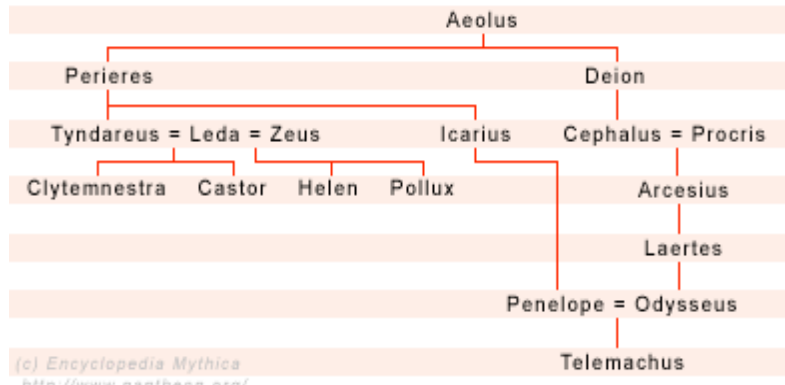 Aeolus
Perieres Deion
Tyndareus = Leda = Zeus Icarius Cephalus = Procris
Clytemnestra Castor Helen Pollux Arcesius
Laertes
Penelope = Odysseus
(c) Encyclopedia Mythica Telemachus